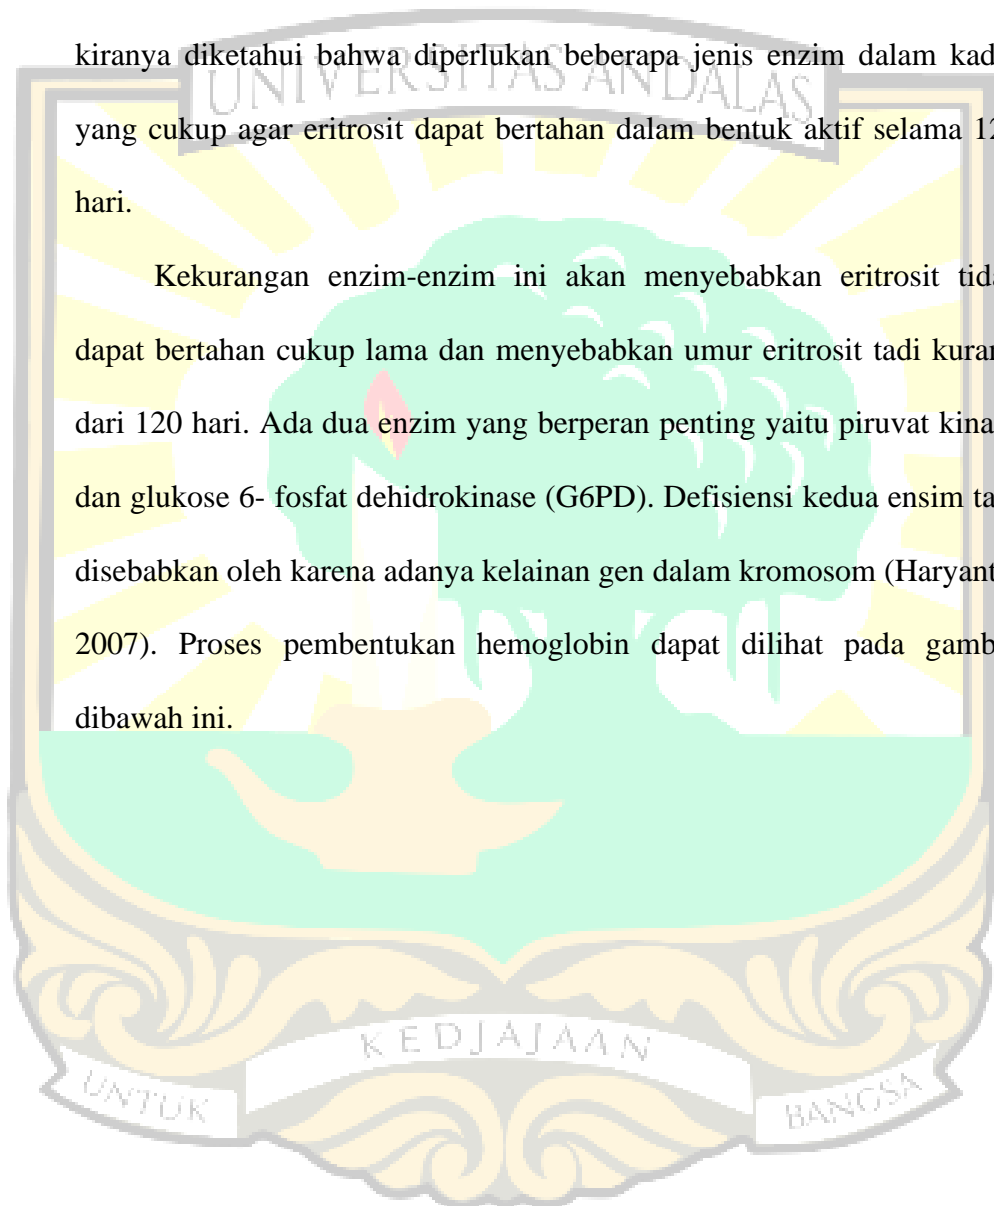 kiranya diketahui bahwa diperlukan beberapa jenis enzim dalam kad
UNIVERSITAS ANDALAS
yang cukup agar eritrosit dapat bertahan dalam bentuk aktif selama 12
hari.
Kekurangan enzim-enzim ini akan menyebabkan eritrosit tida
dapat bertahan cukup lama dan menyebabkan umur eritrosit tadi kuran
dari 120 hari. Ada dua enzim yang berperan penting yaitu piruvat kina
dan glukose 6- fosfat dehidrokinase (G6PD). Defisiensi kedua ensim ta
disebabkan oleh karena adanya kelainan gen dalam kromosom (Haryant
2007). Proses pembentukan hemoglobin dapat dilihat pada gamb
dibawah ini.
KEDJAJAAN
UNTUK
BANGSA